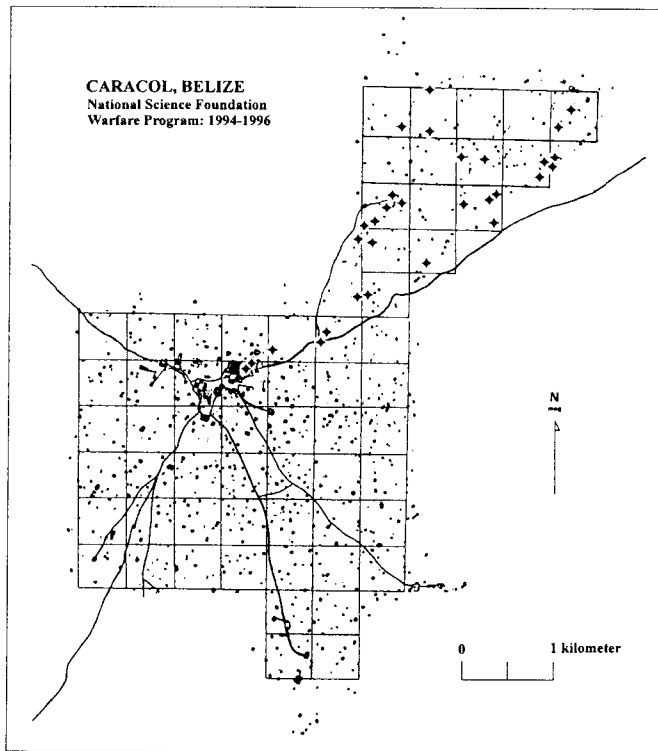 CARACOL, BELIZE
National Science Foundation
Warfare Program: 1994-1996
N
0 1 kilometer